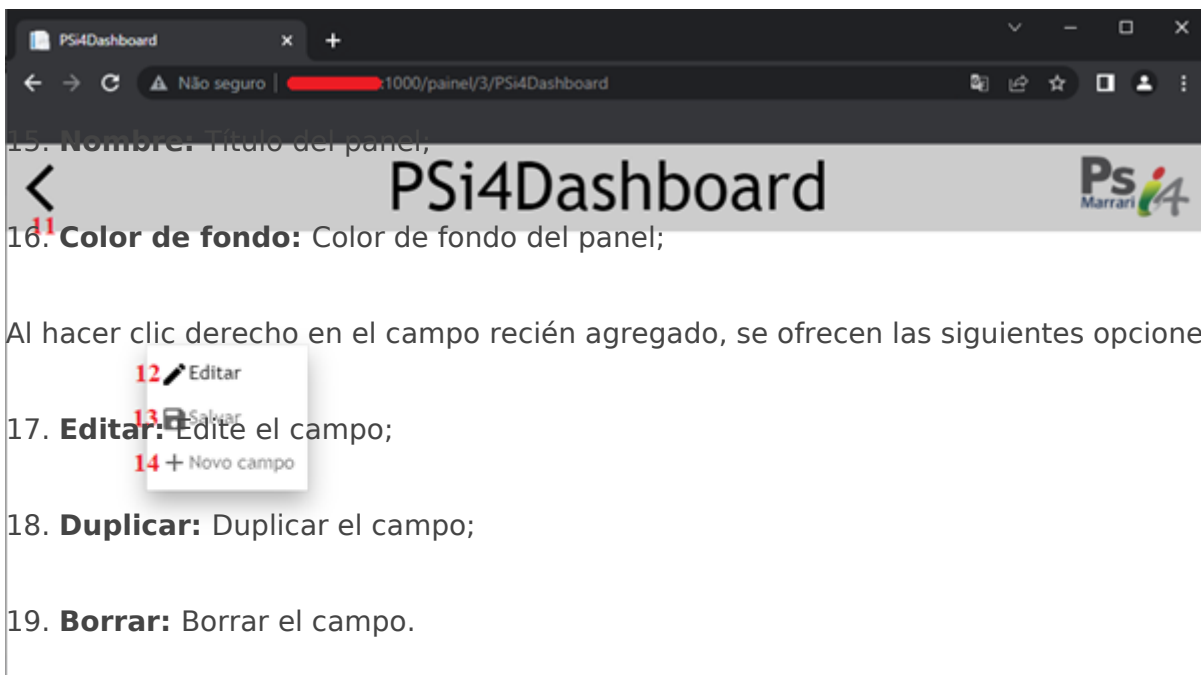 PSi4Dashboard
Não seguro | :1000/painel/3/PSi4Dashboard
15. Nombre: Título del panel;
PSi4Dashboard
Psi4
Marrari
11
16. Color de fondo: Color de fondo del panel;
Al hacer clic derecho en el campo recién agregado, se ofrecen las siguientes opcione
12 Editar
13 Salvar
17. Editar: Edite el campo;
14 + Novo campo
18. Duplicar: Duplicar el campo;
19. Borrar: Borrar el campo.